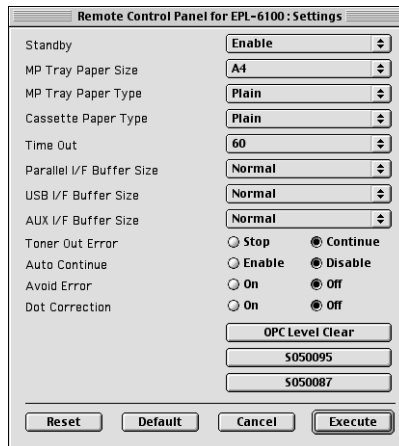 Remote Control Panel for EPL-6100 : Settings
Standby Enable
MP Tray Paper Size A4
MP Tray Paper Type Plain
Cassette Paper Type Plain
Time Out 60
Parallel I/F Buffer Size Normal
USB I/F Buffer Size Normal
AUX I/F Buffer Size Normal
Toner Out Error Stop Continue
Auto Continue Enable Disable
Avoid Error On Off
Dot Correction On Off
OPC Level Clear
S050095
S050087
Reset Default Cancel Execute